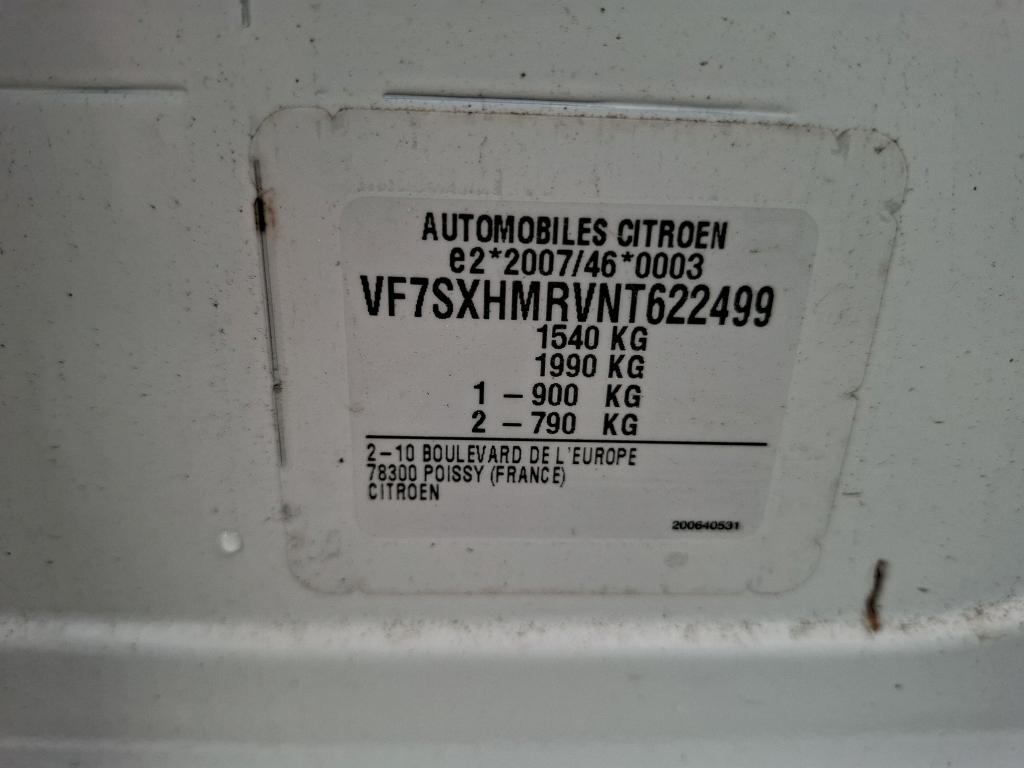 AUTOMOBILES CITROEN
e2*2007/46*0003
VF7SXHMRVNT622499
1540 KG
1990 KG
1 – 900 KG
2 – 790 KG
2–10 BOULEVARD DE L'EUROPE
78300 POISSY (FRANCE)
CITROEN
200640531